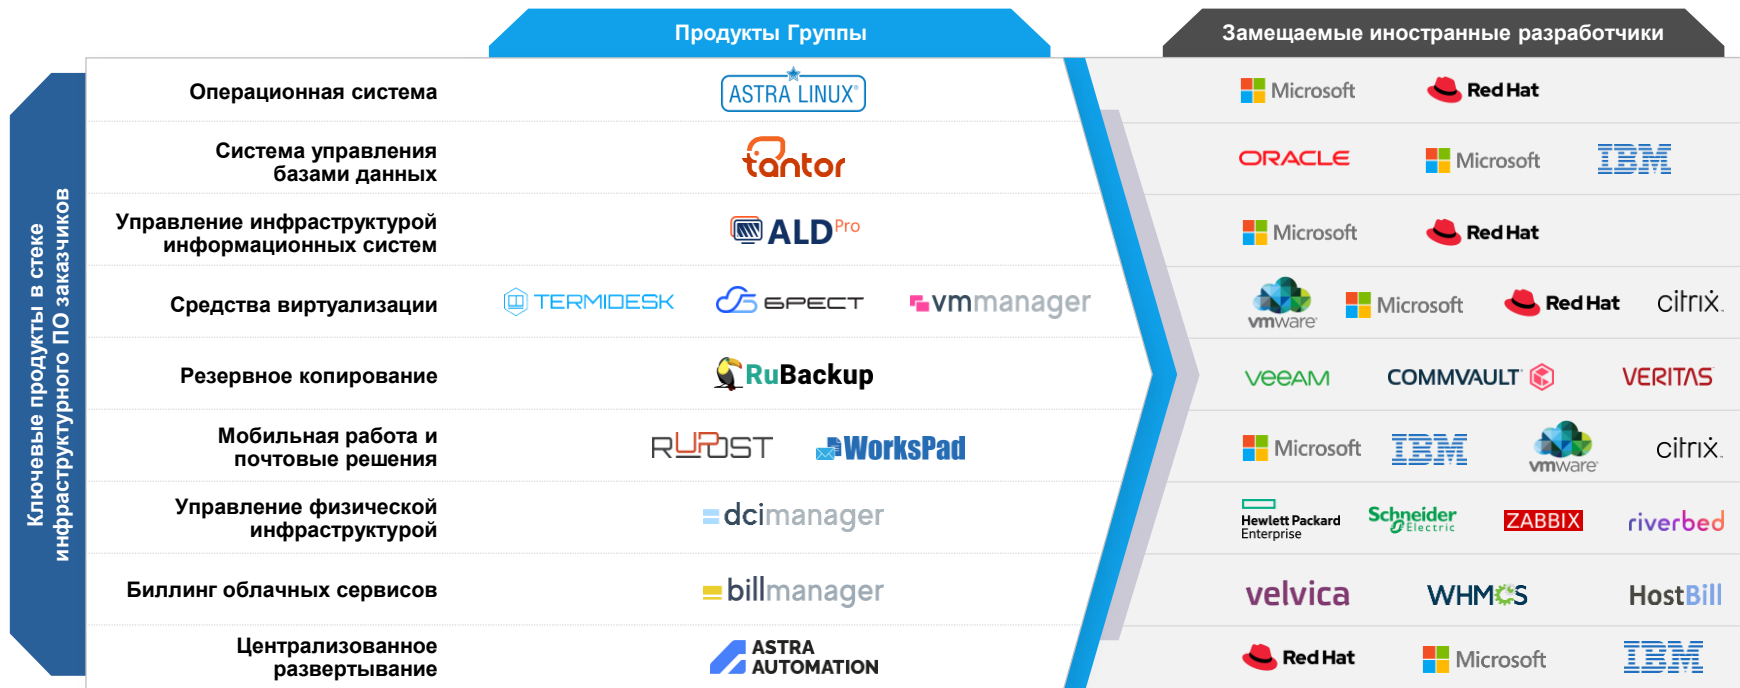 Продукты Группы
Замещаемые иностранные разработчики
Ключевые продукты в стеке
инфраструктурного ПО заказчиков
Операционная система
ASTRA LINUX®
Microsoft
Red Hat
Система управления
базами данных
tantor
ORACLE
Microsoft
IBM
Управление инфраструктурой
информационных систем
ALD Pro
Microsoft
Red Hat
Средства виртуализации
TERMIDESK
БРЕСТ
vmmanager
vmware
Microsoft
Red Hat
citrix
Резервное копирование
RuBackup
veeAM
COMMVAULT
VERITAS
Мобильная работа и
почтовые решения
RUPOST
WorksPad
Microsoft
IBM
vmware
citrix
Управление физической
инфраструктурой
dcimanager
Hewlett Packard
Enterprise
Schneider
Electric
ZABBIX
riverbed
Биллинг облачных сервисов
billmanager
velvica
WHMCS
HostBill
Централизованное
развертывание
ASTRA
AUTOMATION
Red Hat
Microsoft
IBM